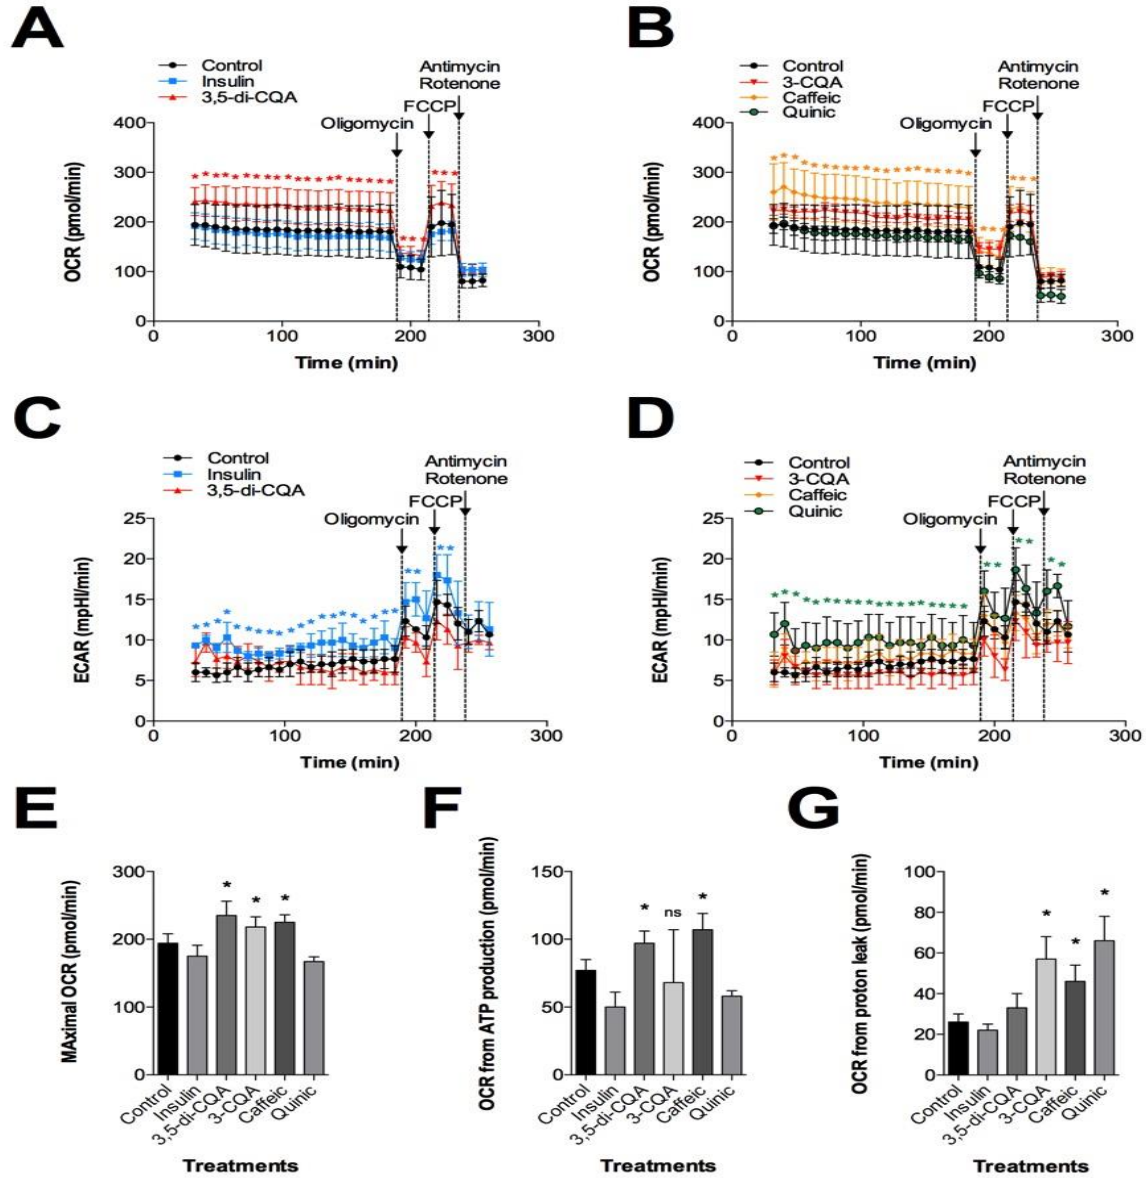 A
Control
Insulin
3,5-di-CQA
Antimycin
Rotenone
FCCP
Oligomycin
OCR (pmol/min)
400
300
200
100
0
0 100 200 300
Time (min)
B
Control
3-CQA
Caffeic
Quinic
Antimycin
Rotenone
FCCP
Oligomycin
OCR (pmol/min)
400
300
200
100
0
0 100 200 300
Time (min)
C
Control
Insulin
3,5-di-CQA
Antimycin
Rotenone
FCCP
Oligomycin
ECAR (mpHl/min)
25
20
15
10
5
0
0 100 200 300
Time (min)
D
Control
3-CQA
Caffeic
Quinic
Antimycin
Rotenone
FCCP
Oligomycin
ECAR (mpHl/min)
25
20
15
10
5
0
0 100 200 300
Time (min)
E
MAximal OCR (pmol/min)
300
200
100
0
* * *
Control
Insulin
3,5-di-CQA
3-CQA
Caffeic
Quinic
Treatments
F
OCR from ATP production (pmol/min)
150
100
50
0
* ns *
Control
Insulin
3,5-di-CQA
3-CQA
Caffeic
Quinic
Treatments
G
OCR from proton leak (pmol/min)
100
80
60
40
20
0
* * *
Control
Insulin
3,5-di-CQA
3-CQA
Caffeic
Quinic
Treatments